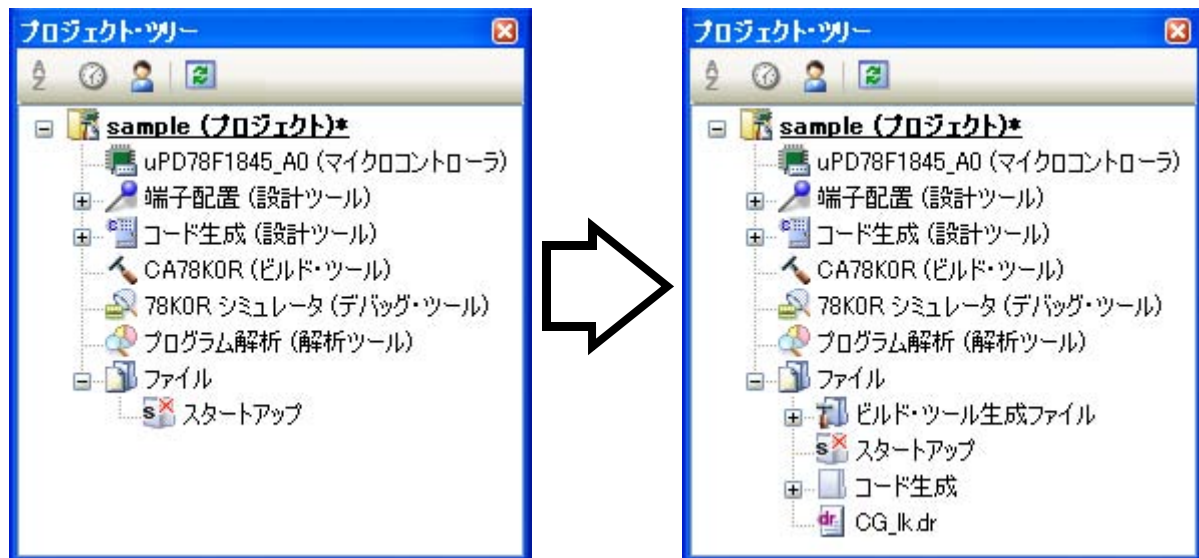 プロジェクト・ツリー
sample (プロジェクト)*
uPD78F1845_A0 (マイクロコントローラ)
端子配置 (設計ツール)
コード生成 (設計ツール)
CA78K0R (ビルド・ツール)
78K0R シミュレータ (デバッグ・ツール)
プログラム解析 (解析ツール)
ファイル
スタートアップ
プロジェクト・ツリー
sample (プロジェクト)*
uPD78F1845_A0 (マイクロコントローラ)
端子配置 (設計ツール)
コード生成 (設計ツール)
CA78K0R (ビルド・ツール)
78K0R シミュレータ (デバッグ・ツール)
プログラム解析 (解析ツール)
ファイル
ビルド・ツール生成ファイル
スタートアップ
コード生成
CG_lk.dr